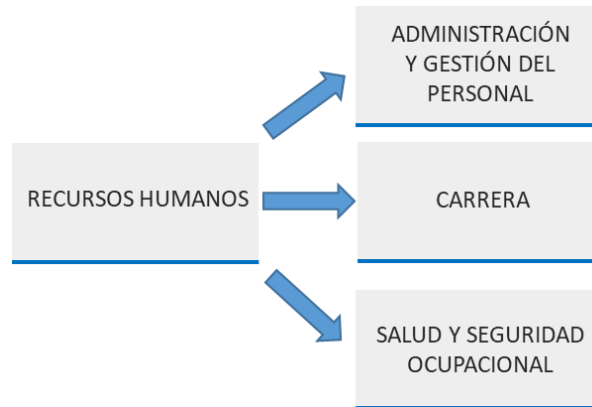 ADMINISTRACIÓN
Y GESTIÓN DEL
PERSONAL
RECURSOS HUMANOS
CARRERA
SALUD Y SEGURIDAD
OCUPACIONAL